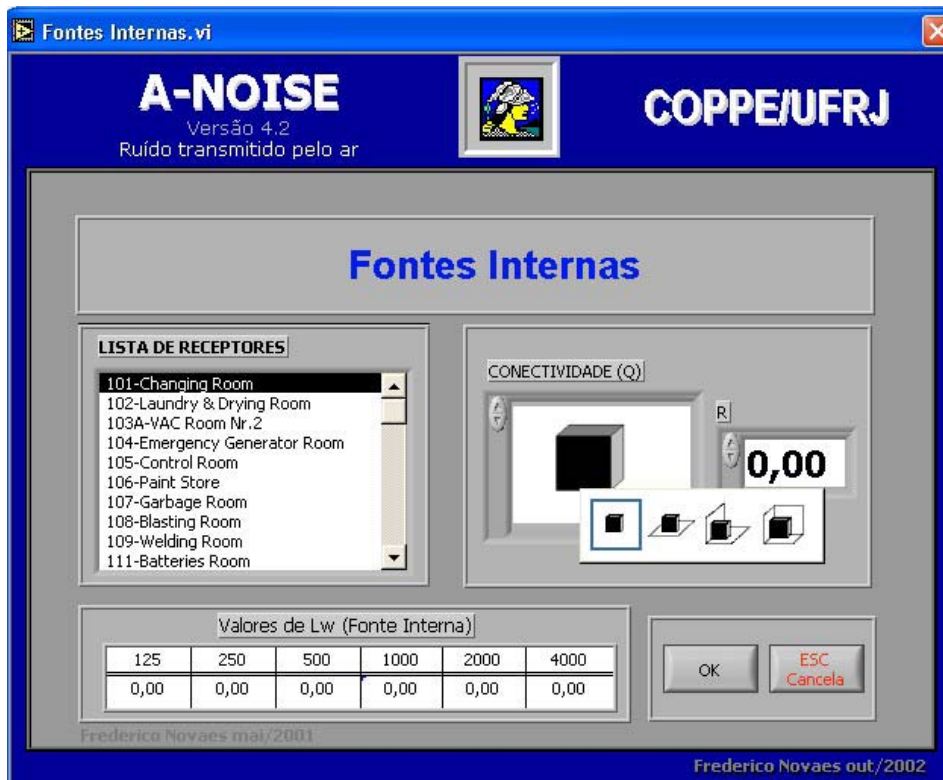 Fontes Internas.vi
A-NOISE
Versão 4.2
Ruído transmitido pelo ar
COPPE/UFRJ
Fontes Internas
LISTA DE RECEPTORES
101-Changing Room
102-Laundry & Drying Room
103A-VAC Room Nr.2
104-Emergency Generator Room
105-Control Room
106-Paint Store
107-Garbage Room
108-Blasting Room
109-Welding Room
111-Batteries Room
CONECTIVIDADE (Q)
R
0,00
Valores de Lw (Fonte Interna)
125 250 500 1000 2000 4000
0,00 0,00 0,00 0,00 0,00 0,00
OK
ESC
Cancela
Frederico Novaes mai/2001
Frederico Novaes out/2002